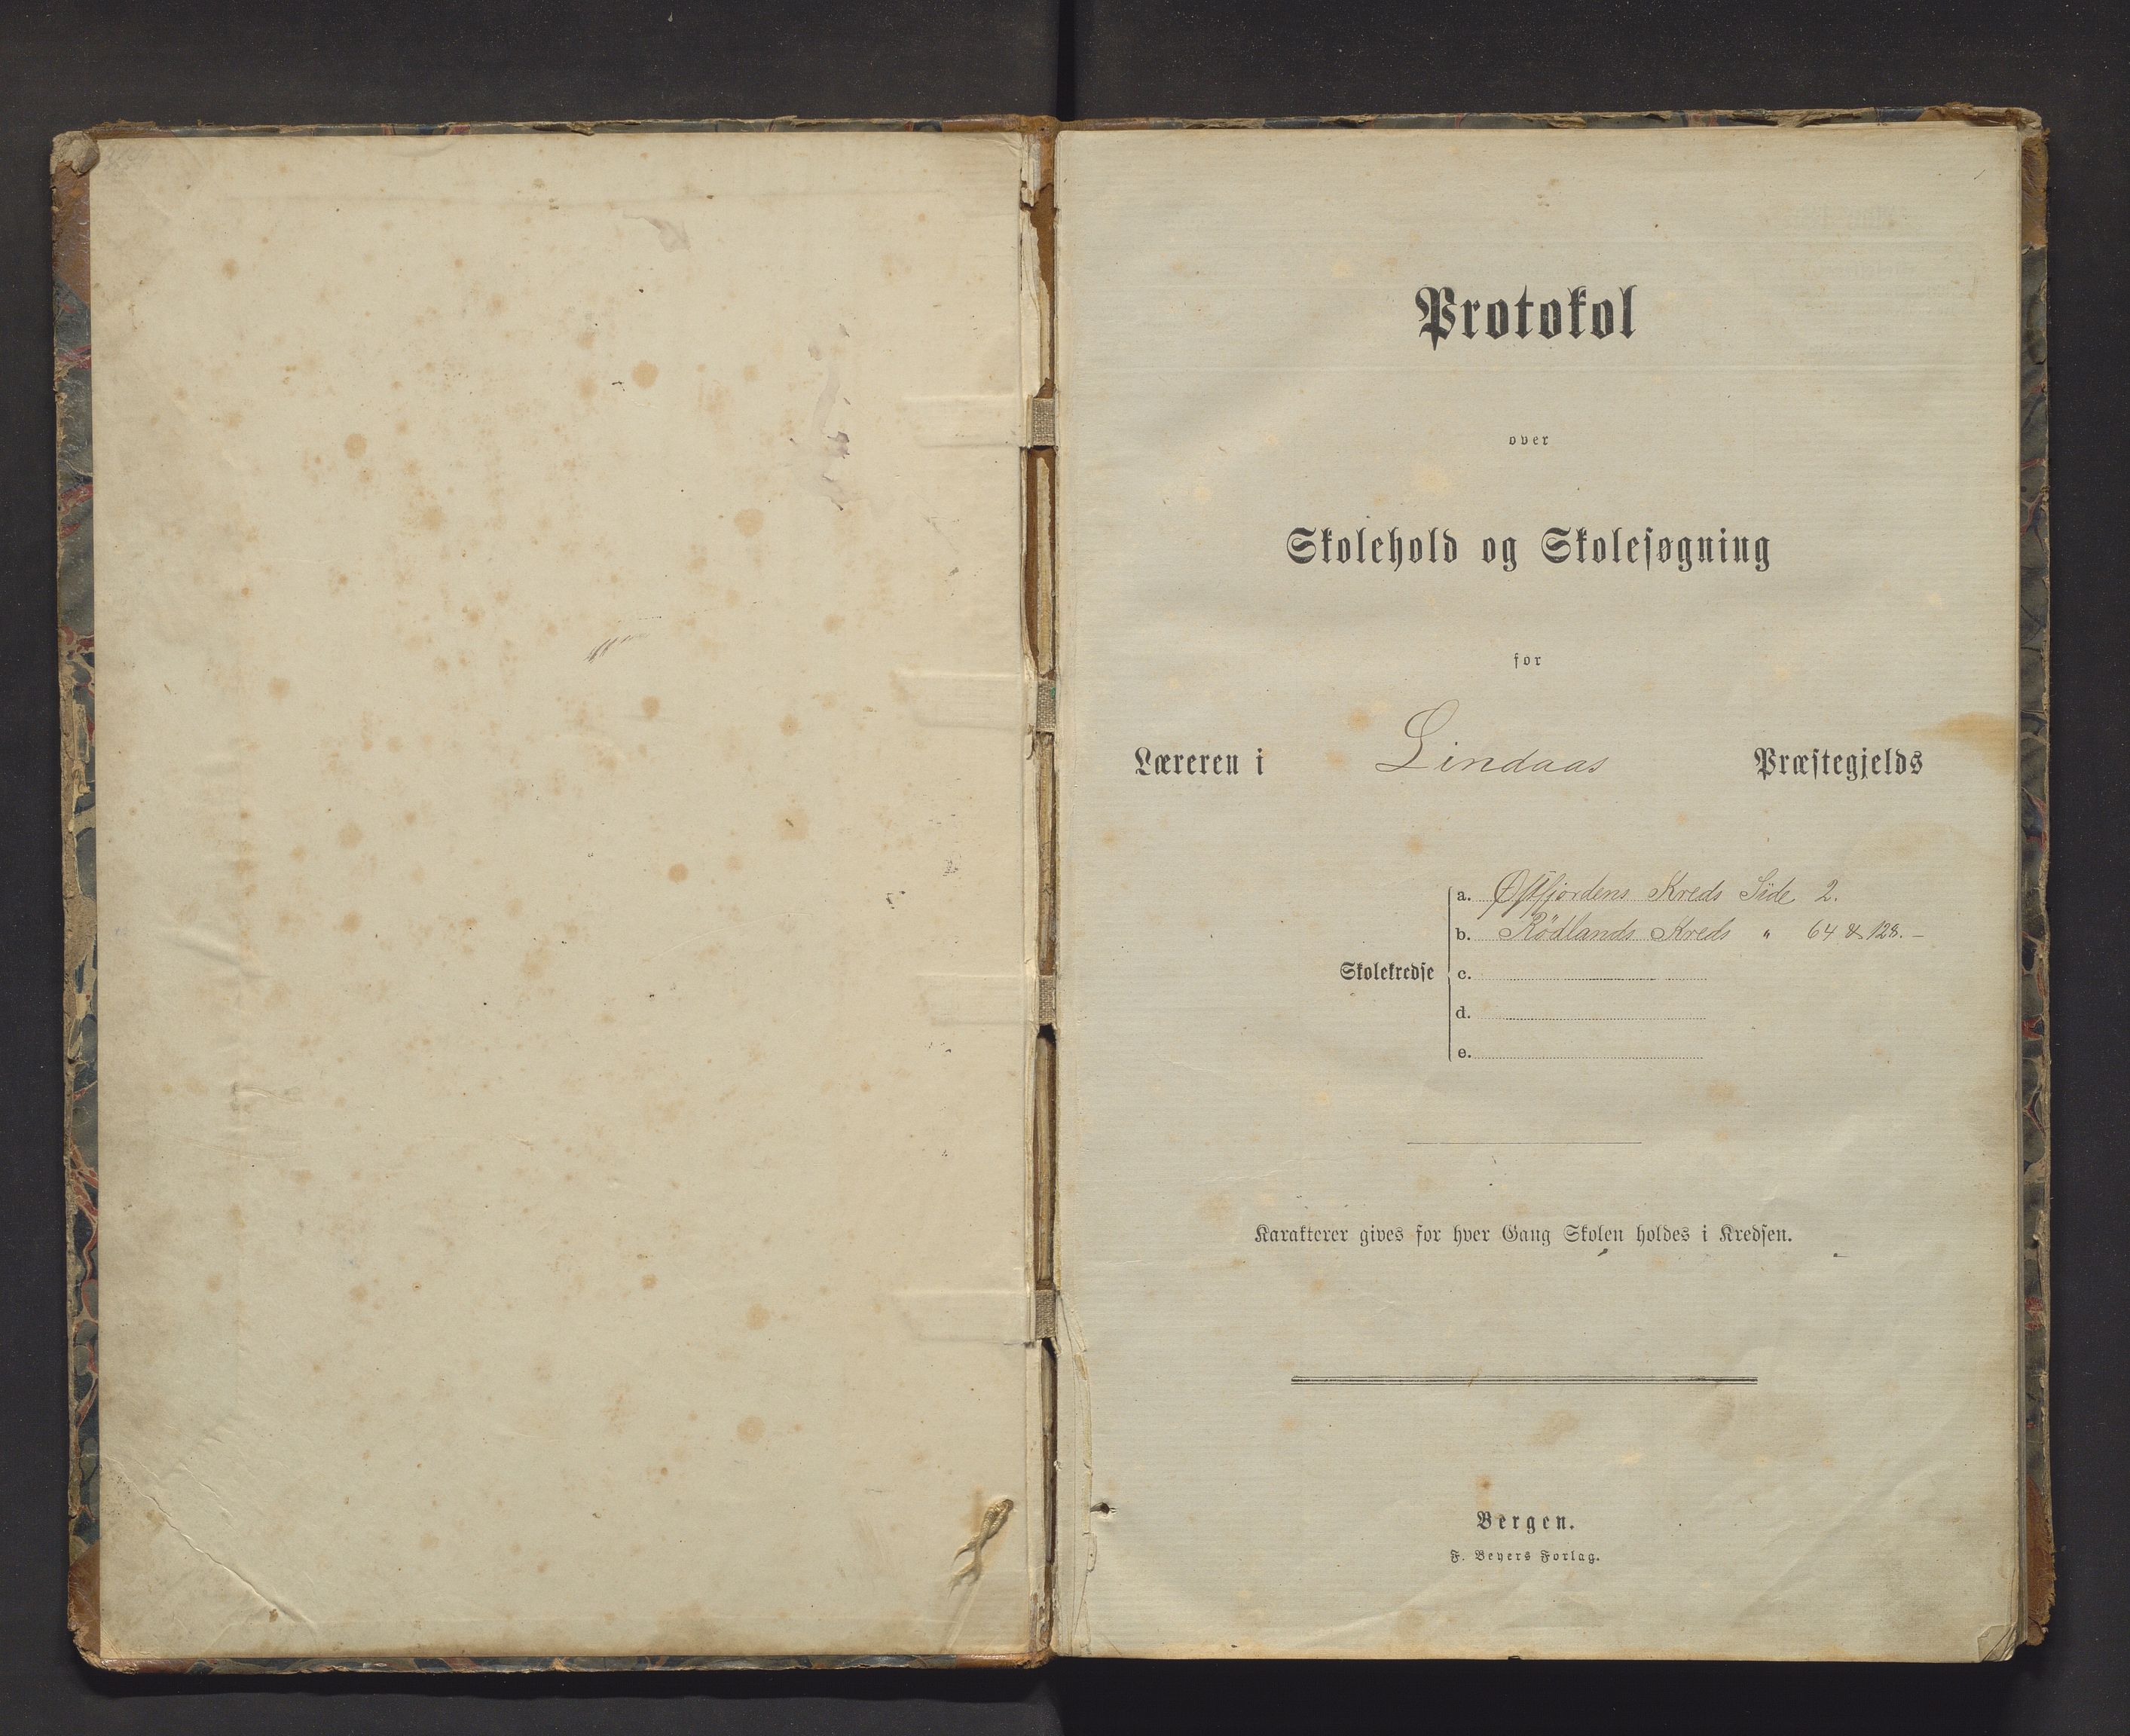 Protokol
over
Skolehold og Skolesøgning
for
Læreren i Lindaas Præstegjelds
Skolekredse
a. Østfjordens Kreds Side 2.
b. Rödlands Kreds " 64 & 128. –
c.
d.
e.
Karakterer gives for hver Gang Skolen holdes i Kredsen.
Bergen.
F. Beyers Forlag.